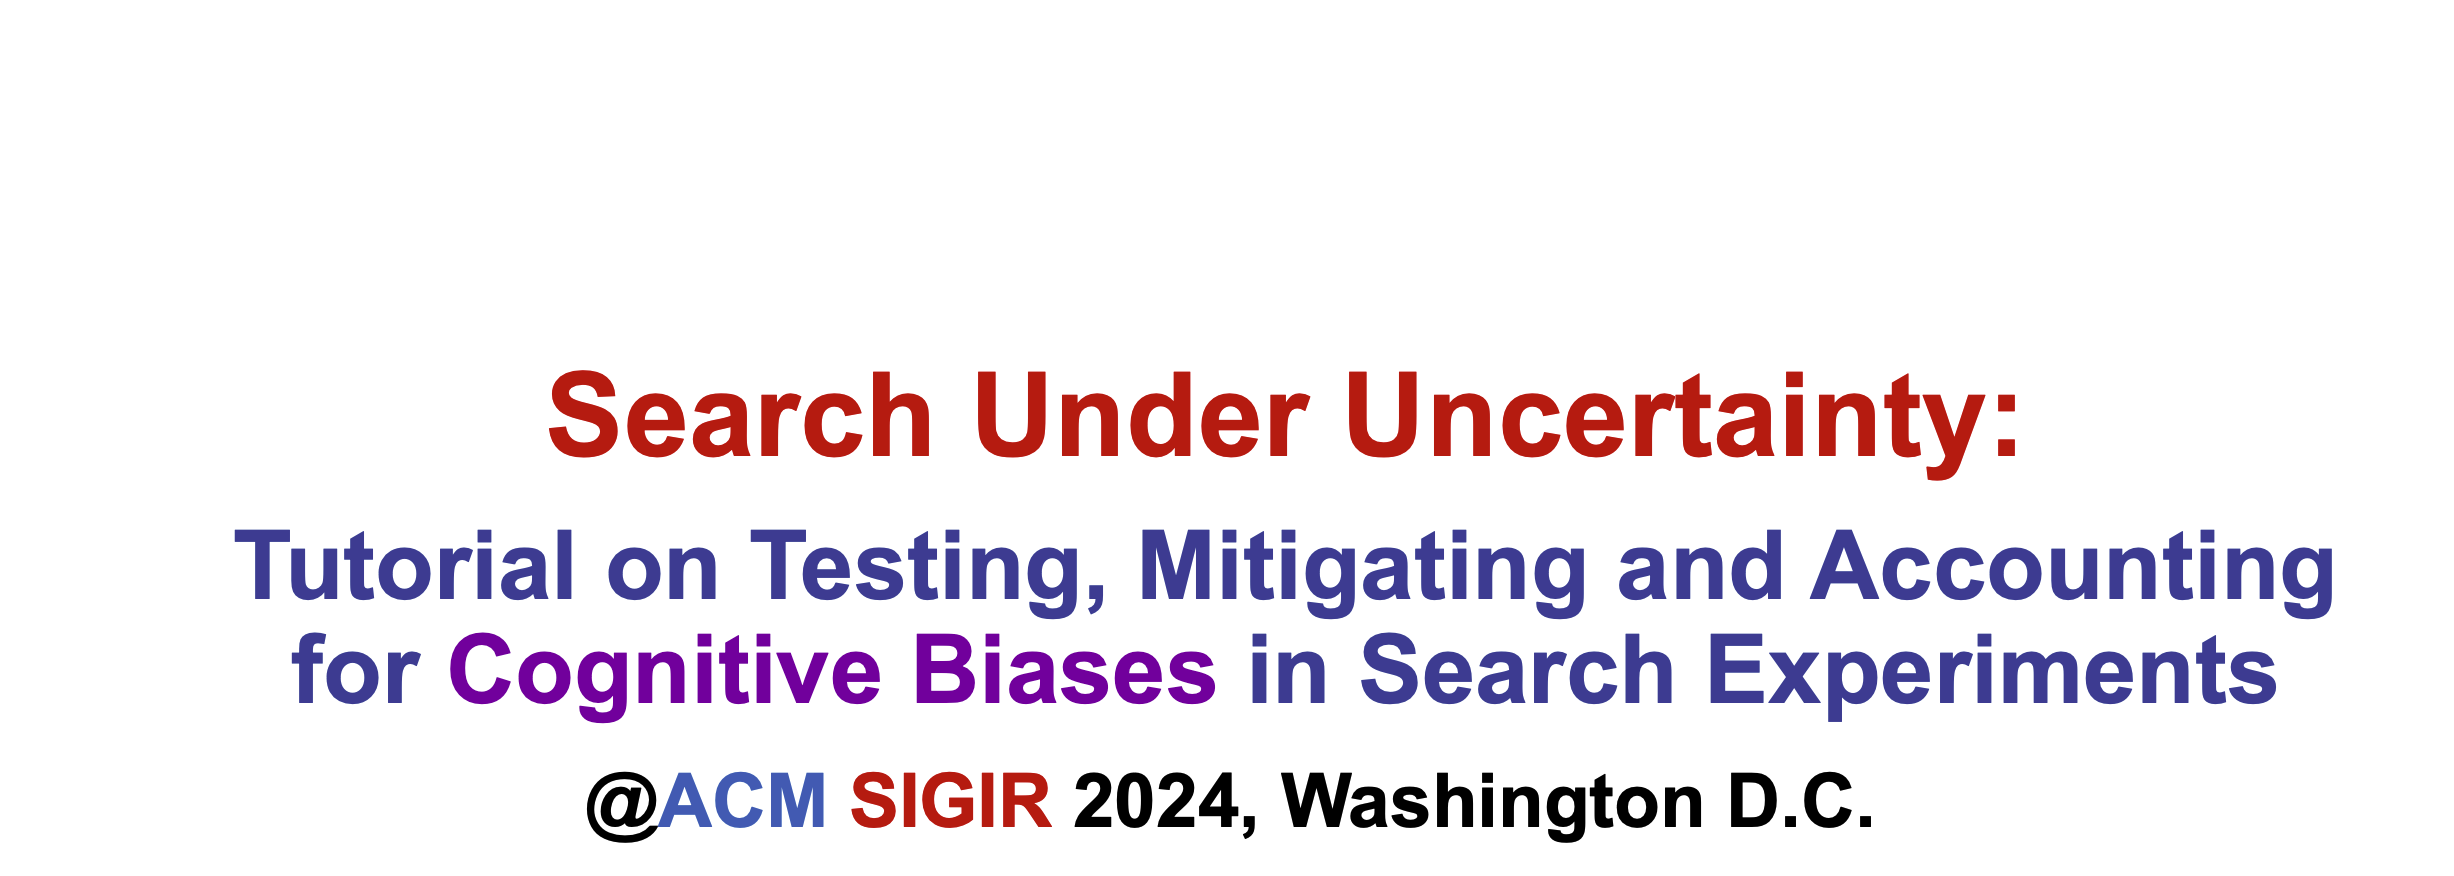 Search Under Uncertainty:
Tutorial on Testing, Mitigating and Accounting
for Cognitive Biases in Search Experiments
@ACM SIGIR 2024, Washington D.C.